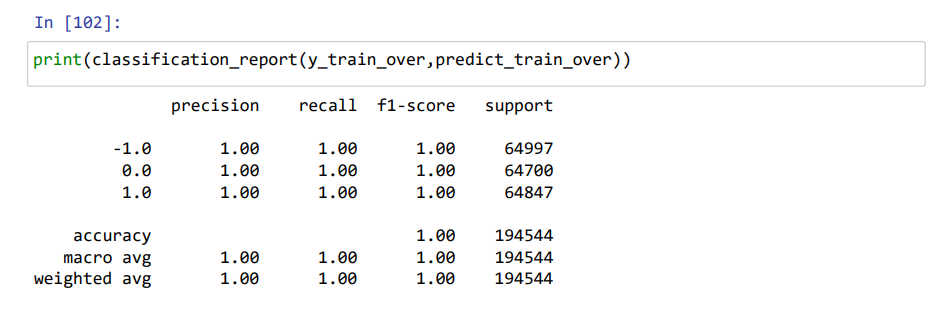 In [102]:
print(classification_report(y_train_over,predict_train_over))
precision recall f1-score support
-1.0 1.00 1.00 1.00 64997
0.0 1.00 1.00 1.00 64700
1.0 1.00 1.00 1.00 64847
accuracy 1.00 194544
macro avg 1.00 1.00 1.00 194544
weighted avg 1.00 1.00 1.00 194544